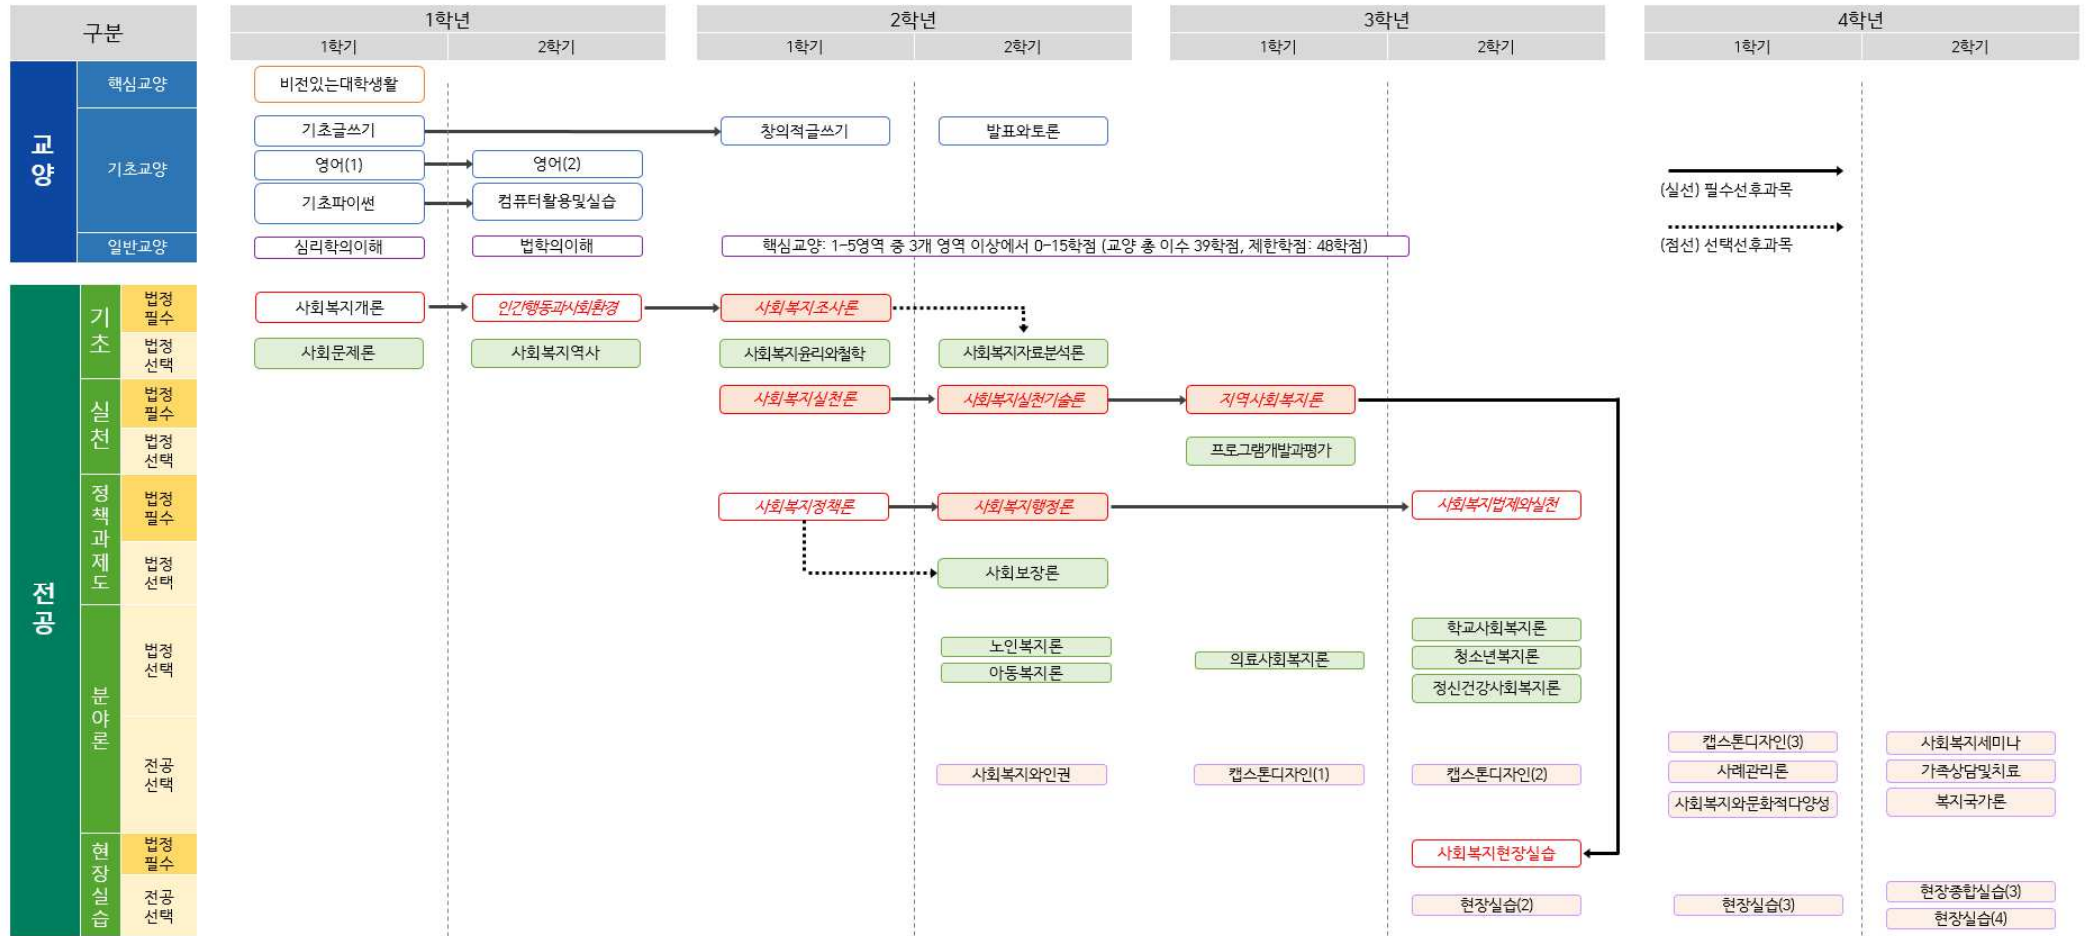 구분
1학년
2학년
3학년
4학년
1학기
2학기
1학기
2학기
1학기
2학기
1학기
2학기
교양
핵심교양
비전있는대학생활
기초교양
기초글쓰기
창의적글쓰기
발표와토론
영어(1)
영어(2)
기초파이썬
컴퓨터활용및실습
(실선) 필수선후과목
일반교양
심리학의이해
법학의이해
핵심교양: 1-5영역 중 3개 영역 이상에서 0-15학점 (교양 총 이수 39학점, 제한학점: 48학점)
(점선) 선택선후과목
전공
기초
법정
필수
사회복지개론
인간행동과사회환경
사회복지조사론
법정
선택
사회문제론
사회복지역사
사회복지윤리와철학
사회복지자료분석론
실천
법정
필수
사회복지실천론
사회복지실천기술론
지역사회복지론
법정
선택
프로그램개발과평가
정책과제도
법정
필수
사회복지정책론
사회복지행정론
사회복지법제와실천
법정
선택
사회보장론
분야론
법정
선택
노인복지론
아동복지론
의료사회복지론
학교사회복지론
청소년복지론
정신건강사회복지론
전공
선택
사회복지와인권
캡스톤디자인(1)
캡스톤디자인(2)
캡스톤디자인(3)
사례관리론
사회복지와문화적다양성
사회복지세미나
가족상담및치료
복지국가론
현장실습
법정
필수
사회복지현장실습
전공
선택
현장실습(2)
현장실습(3)
현장종합실습(3)
현장실습(4)